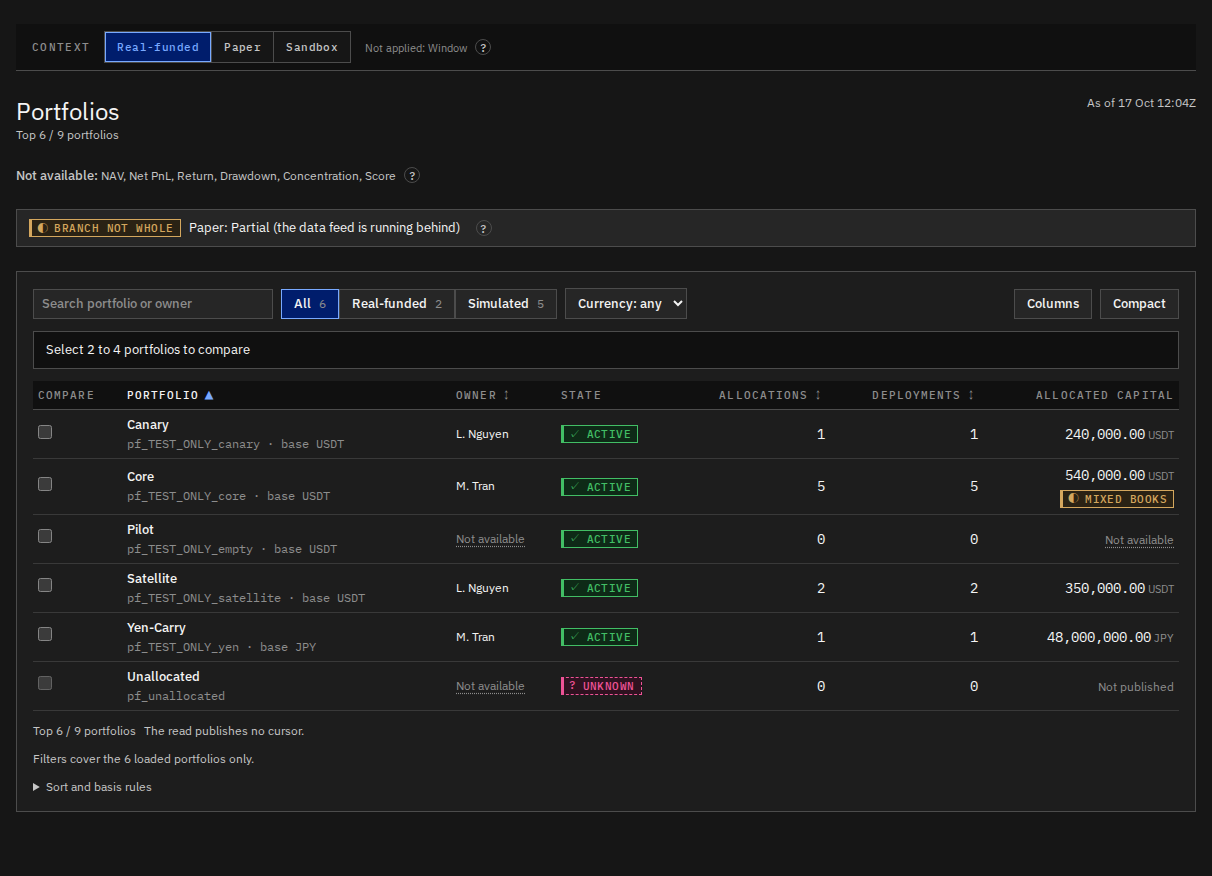 CONTEXT Real-funded Paper Sandbox Not applied: Window ?
Portfolios
As of 17 Oct 12:04Z
Top 6 / 9 portfolios
Not available: NAV, Net PnL, Return, Drawdown, Concentration, Score ?
BRANCH NOT WHOLE Paper: Partial (the data feed is running behind) ?
Search portfolio or owner All 6 Real-funded 2 Simulated 5 Currency: any Columns Compact
Select 2 to 4 portfolios to compare
COMPARE PORTFOLIO ▲ OWNER ↕ STATE ALLOCATIONS ↕ DEPLOYMENTS ↕ ALLOCATED CAPITAL
Canary
pf_TEST_ONLY_canary · base USDT
L. Nguyen ✓ ACTIVE 1 1 240,000.00 USDT
Core
pf_TEST_ONLY_core · base USDT
M. Tran ✓ ACTIVE 5 5 540,000.00 USDT
MIXED BOOKS
Pilot
pf_TEST_ONLY_empty · base USDT
Not available ✓ ACTIVE 0 0 Not available
Satellite
pf_TEST_ONLY_satellite · base USDT
L. Nguyen ✓ ACTIVE 2 2 350,000.00 USDT
Yen-Carry
pf_TEST_ONLY_yen · base JPY
M. Tran ✓ ACTIVE 1 1 48,000,000.00 JPY
Unallocated
pf_unallocated
Not available ? UNKNOWN 0 0 Not published
Top 6 / 9 portfolios The read publishes no cursor.
Filters cover the 6 loaded portfolios only.
▶ Sort and basis rules